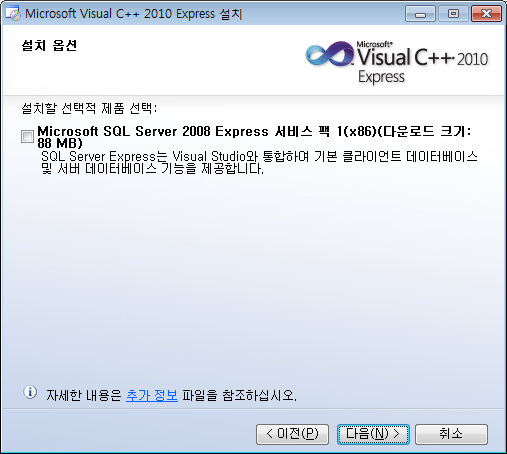 Microsoft Visual C++ 2010 Express 설치
설치 옵션
Microsoft®
Visual C++ 2010
Express
설치할 선택적 제품 선택:
Microsoft SQL Server 2008 Express 서비스 팩 1(x86)(다운로드 크기:
88 MB)
SQL Server Express는 Visual Studio와 통합하여 기본 클라이언트 데이터베이스
및 서버 데이터베이스 기능을 제공합니다.
자세한 내용은 추가 정보 파일을 참조하십시오.
< 이전(P)
다음(N) >
취소